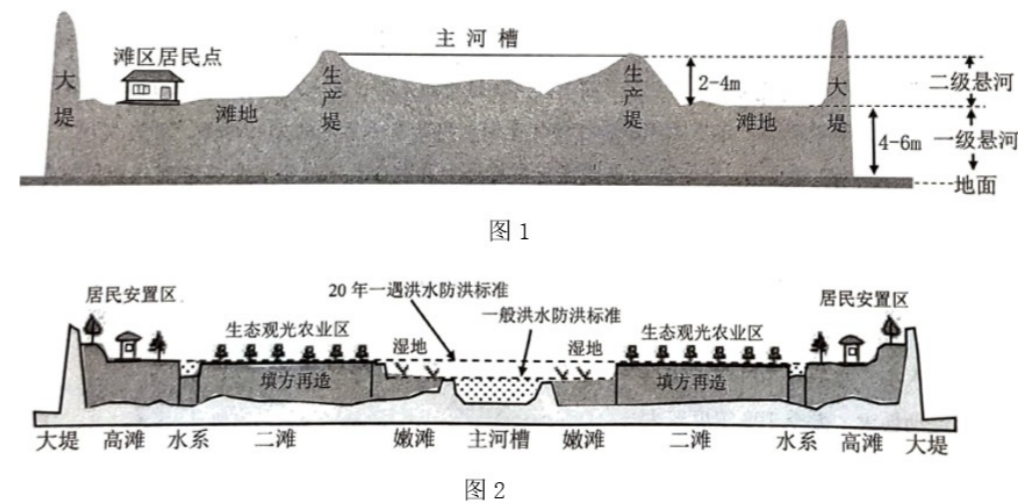 主河槽
滩区居民点
大堤
滩地
生产堤
生产堤
2-4m
滩地
大堤
二级悬河
4-6m
一级悬河
地面
图1
20年一遇洪水防洪标准
居民安置区
一般洪水防洪标准
居民安置区
生态观光农业区
湿地
湿地
生态观光农业区
填方再造
填方再造
大堤 高滩 水系 二滩 嫩滩 主河槽 嫩滩 二滩 水系 高滩 大堤
图2